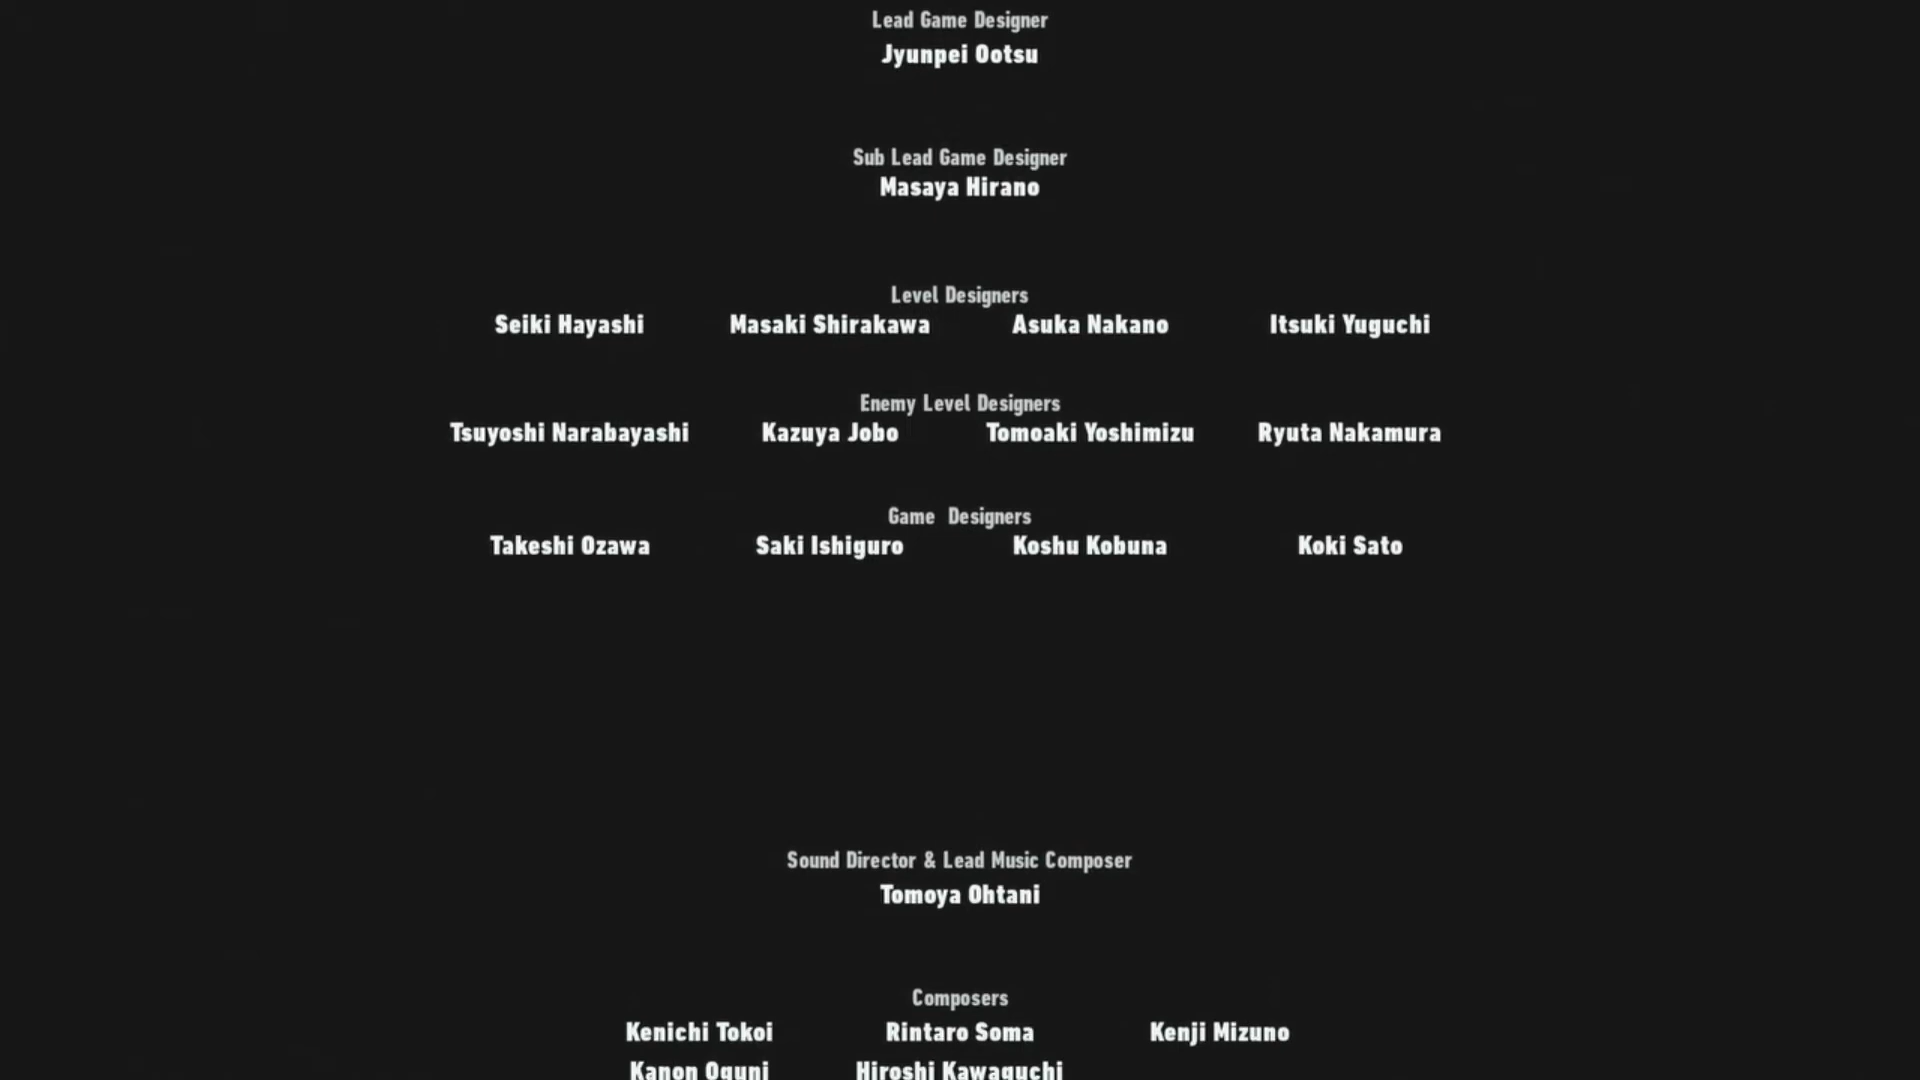 Lead Game Designer
Jyunpei Ootsu
Sub Lead Game Designer
Masaya Hirano
Level Designers
Seiki Hayashi Masaki Shirakawa Asuka Nakano Itsuki Yuguchi
Enemy Level Designers
Tsuyoshi Narabayashi Kazuya Jobo Tomoaki Yoshimizu Ryuta Nakamura
Game Designers
Takeshi Ozawa Saki Ishiguro Koshu Kobuna Koki Sato
Sound Director & Lead Music Composer
Tomoya Ohtani
Composers
Kenichi Tokoi Rintaro Soma Kenji Mizuno
Kanon Oguni Hiroshi Kawaguchi